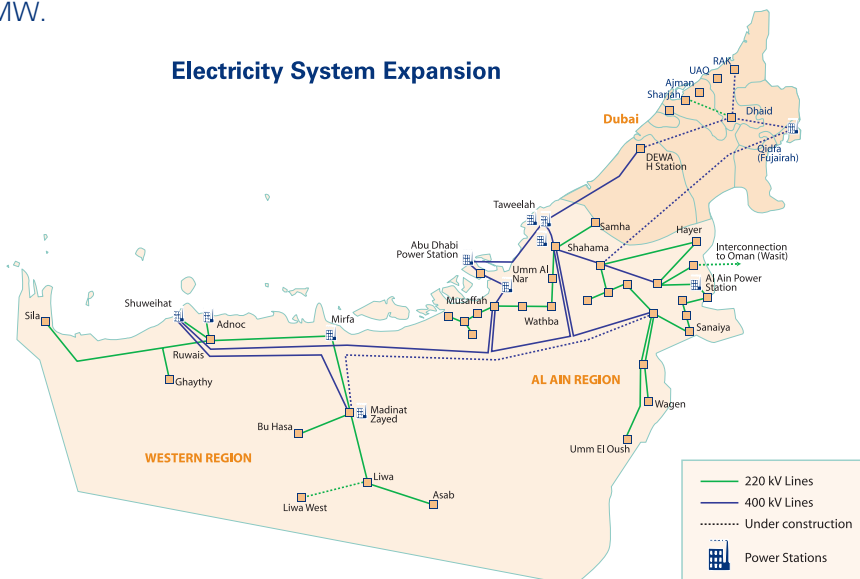 MW.
Electricity System Expansion
RAK
UAQ
Ajman
Sharjah
Dhaid
Dubai
Qidfa
(Fujairah)
DEWA
H Station
Taweelah
Samha
Hayer
Abu Dhabi
Power Station
Shahama
Interconnection
to Oman (Wasit)
Umm Al
Nar
Al Ain Power
Station
Shuweihat
Musaffah
Sila
Adnoc
Mirfa
Wathba
Sanaiya
Ruwais
Ghaythy
AL AIN REGION
Madinat
Zayed
Wagen
Bu Hasa
Umm El Oush
WESTERN REGION
Liwa
Liwa West
Asab
220 kV Lines
400 kV Lines
Under construction
Power Stations